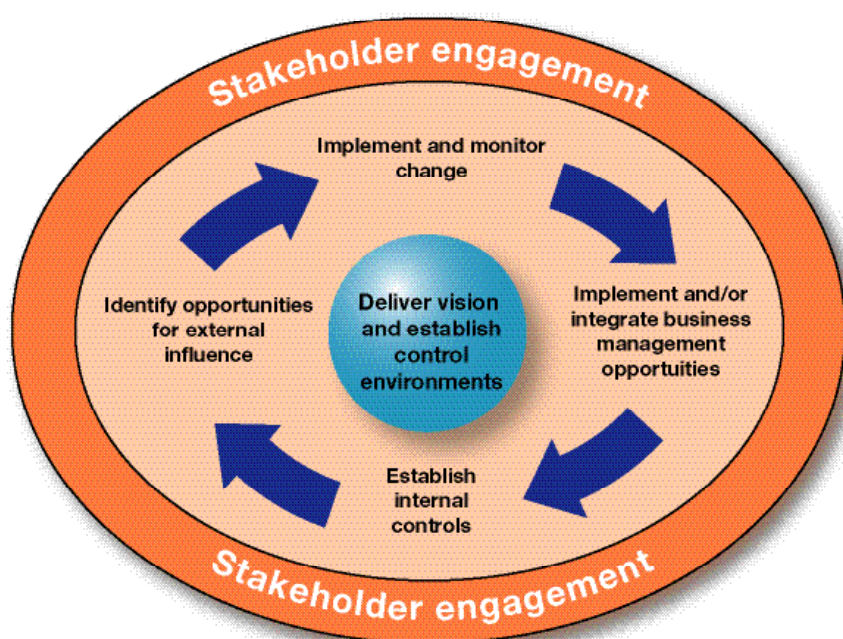 Stakeholder engagement
Implement and monitor
change
Identify opportunities
for external
influence
Deliver vision
and establish
control
environments
Implement and/or
integrate business
management
opportuities
Establish
internal
controls
Stakeholder engagement